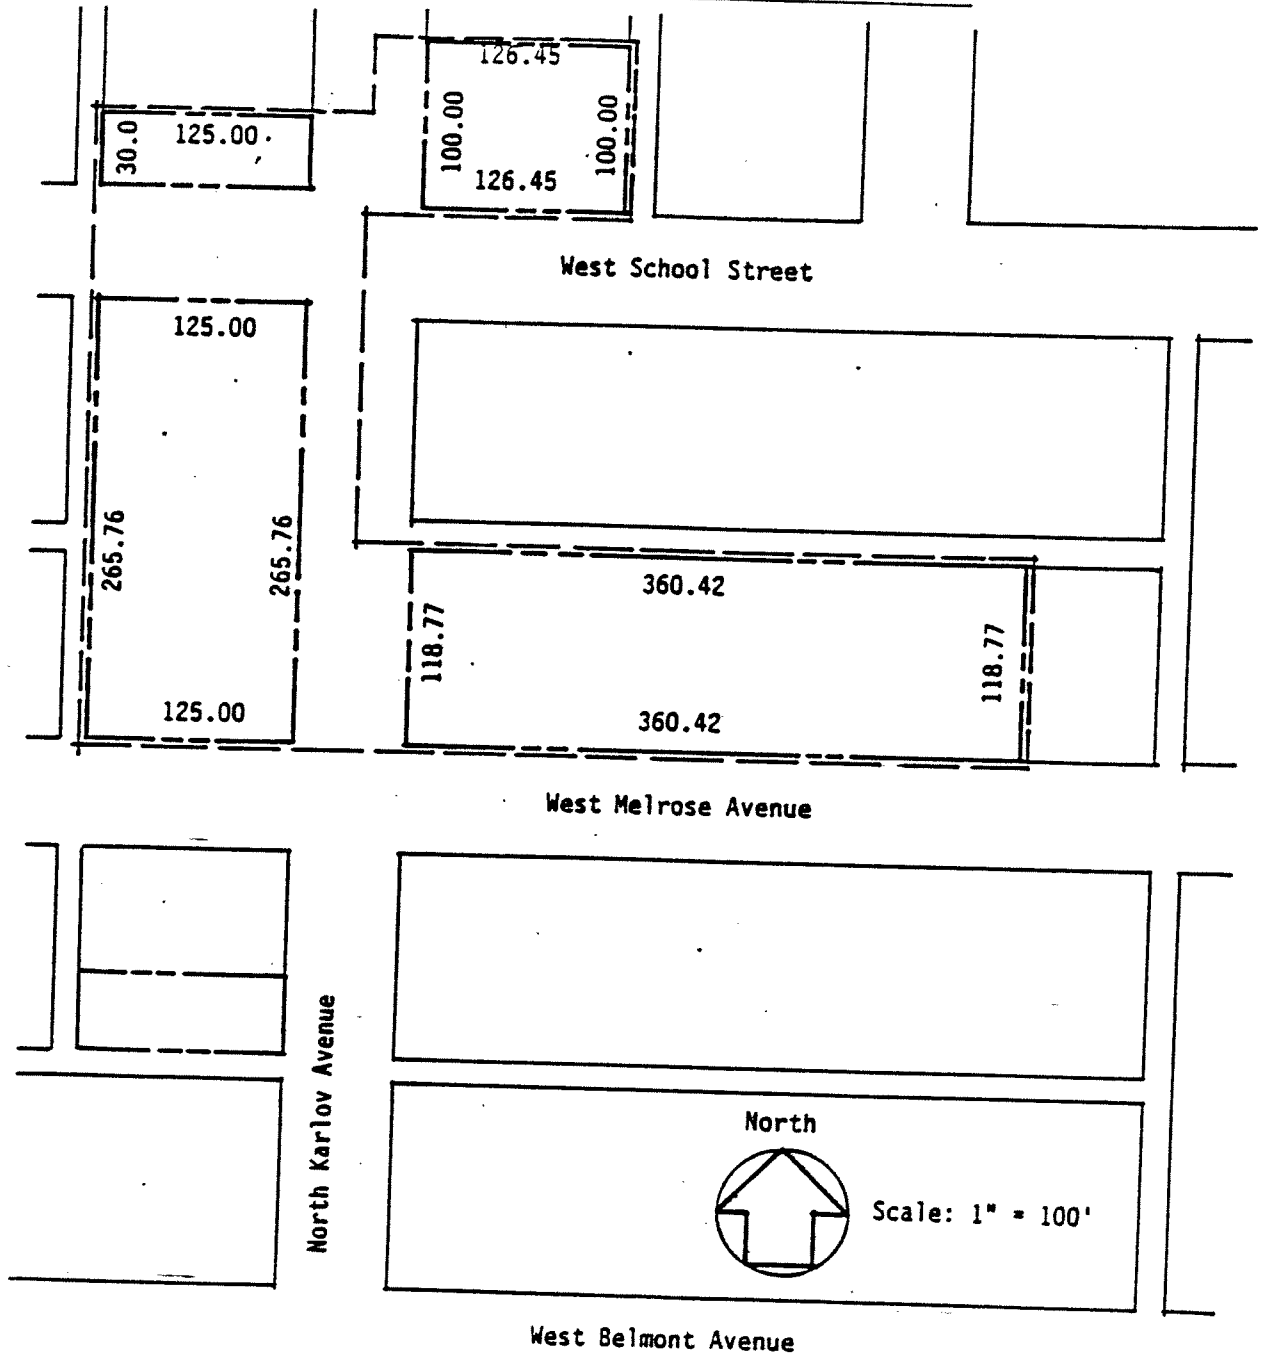 126.45
30.0
125.00
100.00
100.00
126.45
West School Street
125.00
265.76
265.76
360.42
118.77
118.77
125.00
360.42
West Melrose Avenue
North Karlov Avenue
North
Scale: 1" = 100'
West Belmont Avenue